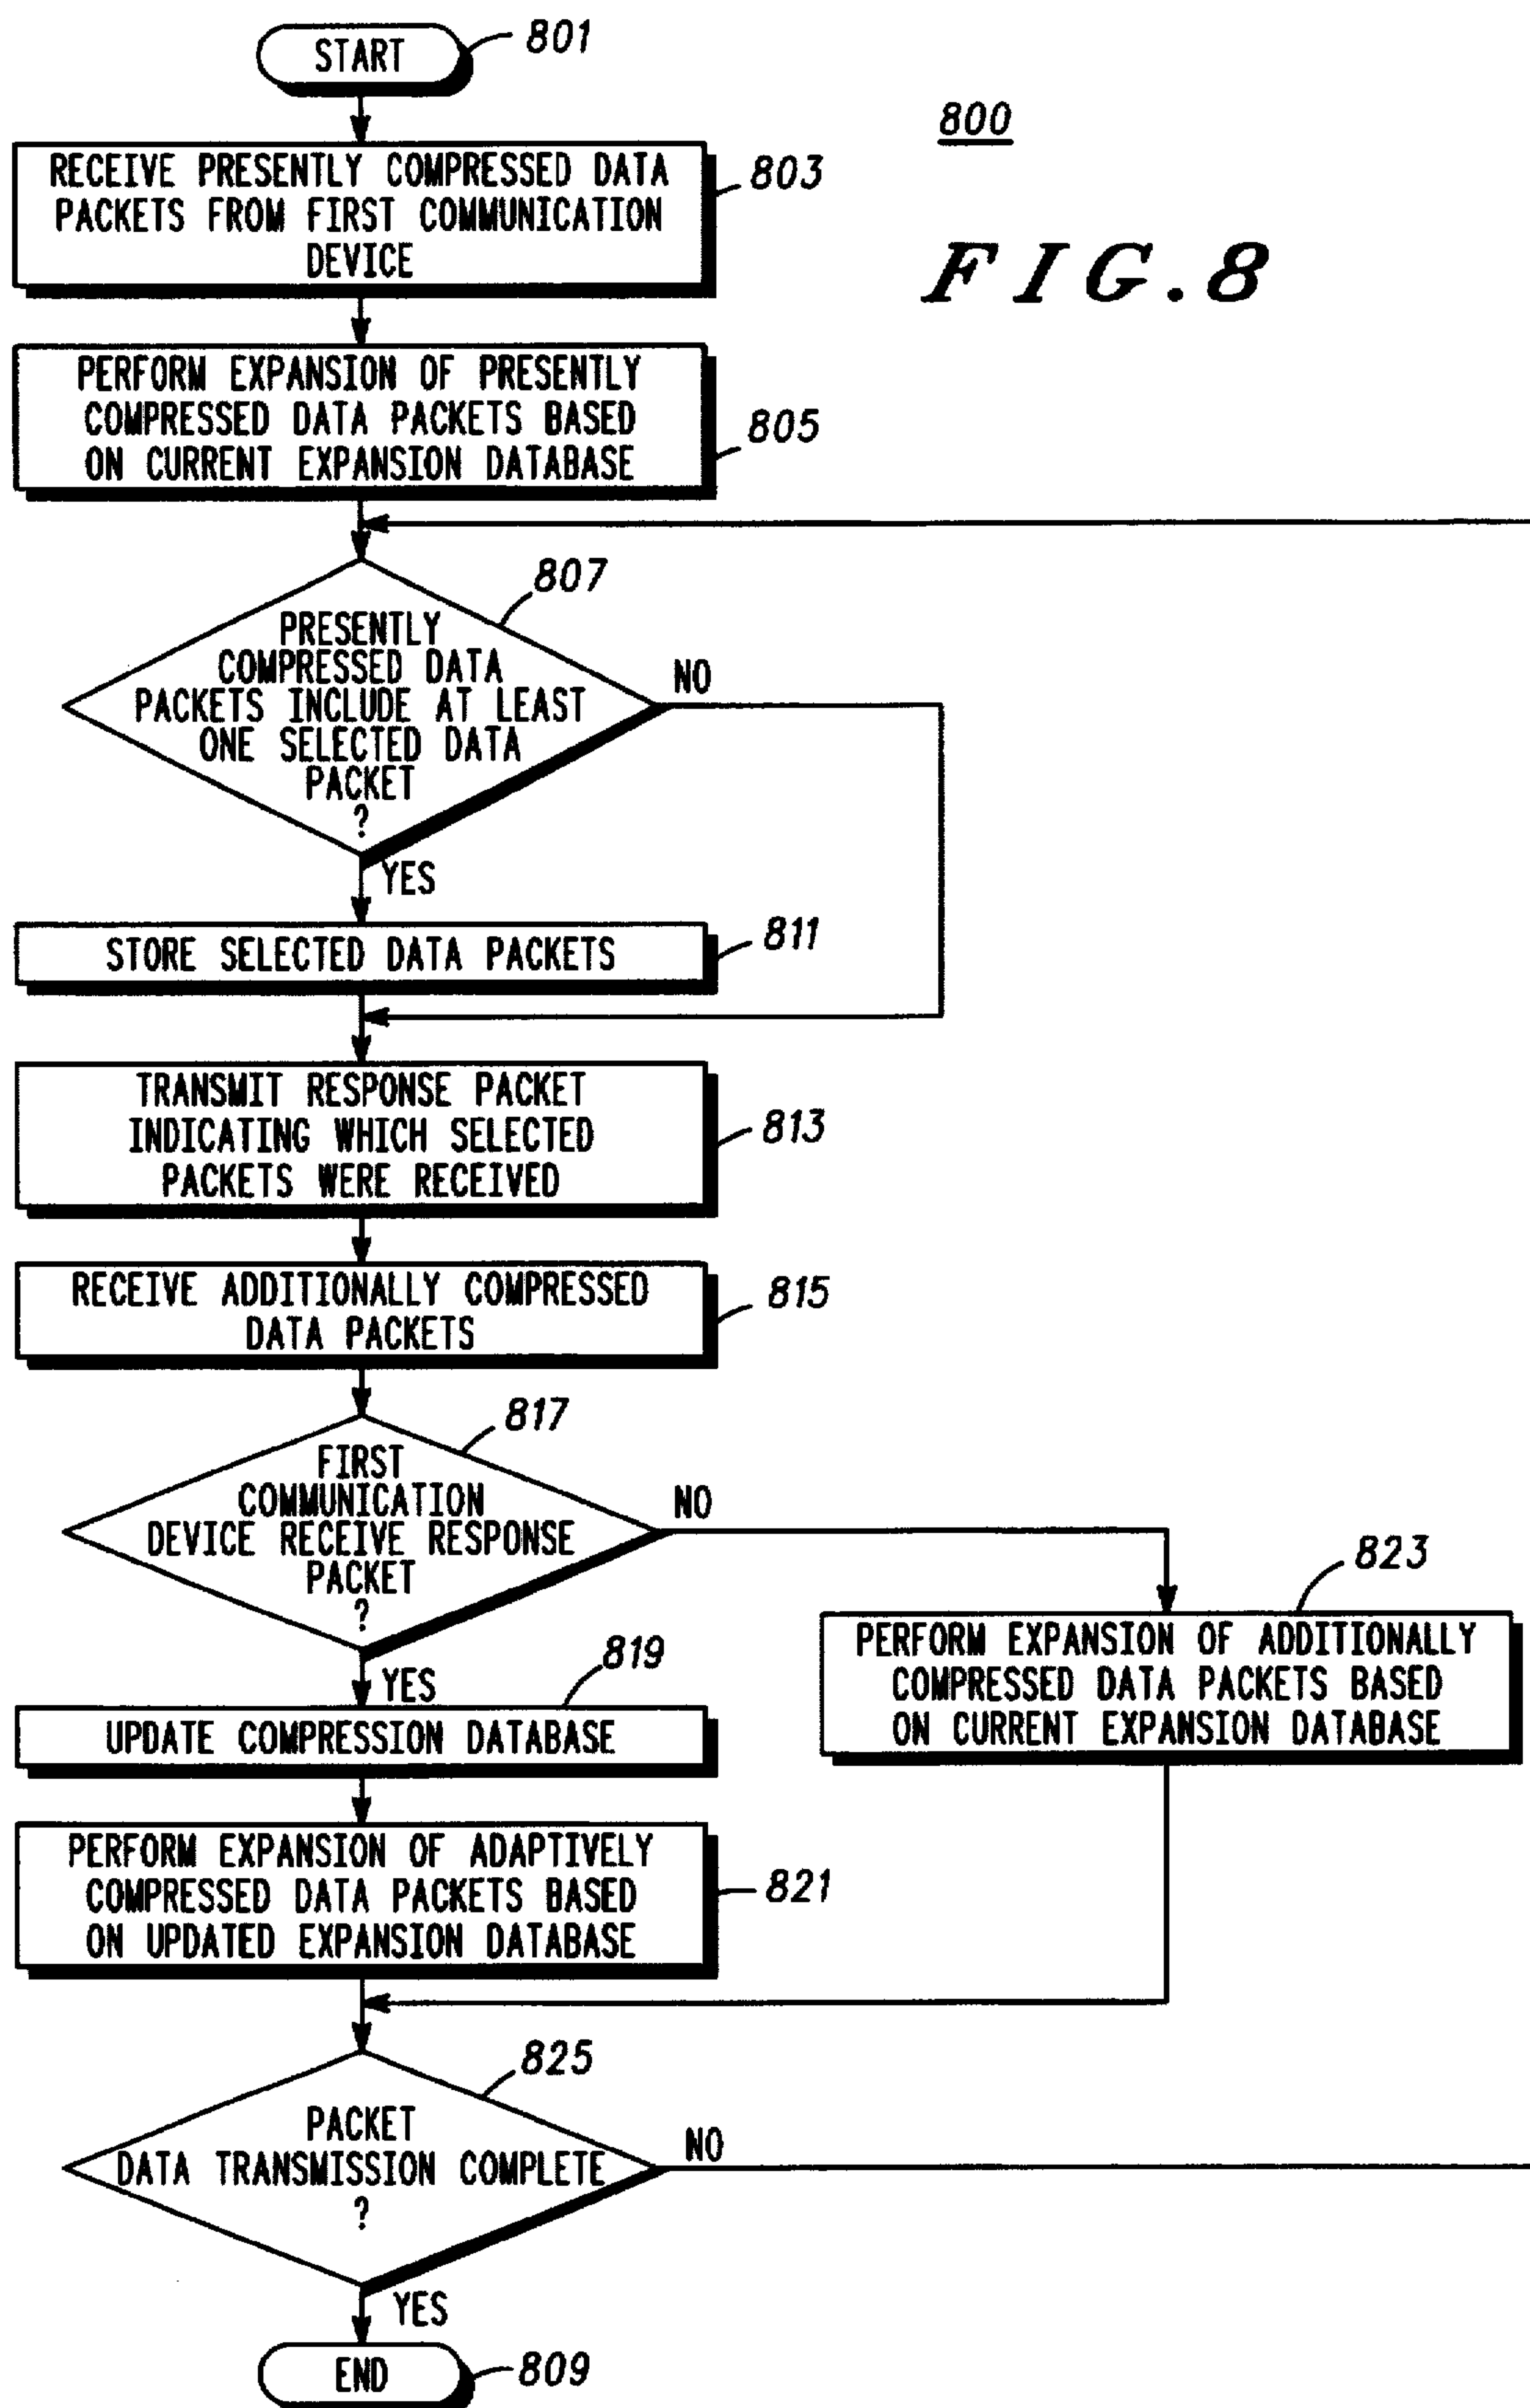 START
801
800
RECEIVE PRESENTLY COMPRESSED DATA
PACKETS FROM FIRST COMMUNICATION
DEVICE
803
FIG.8
PERFORM EXPANSION OF PRESENTLY
COMPRESSED DATA PACKETS BASED
ON CURRENT EXPANSION DATABASE
805
807
PRESENTLY
COMPRESSED DATA
PACKETS INCLUDE AT LEAST
ONE SELECTED DATA
PACKET
?
NO
YES
STORE SELECTED DATA PACKETS
811
TRANSMIT RESPONSE PACKET
INDICATING WHICH SELECTED
PACKETS WERE RECEIVED
813
RECEIVE ADDITIONALLY COMPRESSED
DATA PACKETS
815
817
FIRST
COMMUNICATION
DEVICE RECEIVE RESPONSE
PACKET
?
NO
YES
823
PERFORM EXPANSION OF ADDITIONALLY
COMPRESSED DATA PACKETS BASED
ON CURRENT EXPANSION DATABASE
819
UPDATE COMPRESSION DATABASE
PERFORM EXPANSION OF ADAPTIVELY
COMPRESSED DATA PACKETS BASED
ON UPDATED EXPANSION DATABASE
821
825
PACKET
DATA TRANSMISSION COMPLETE
?
NO
YES
END
809